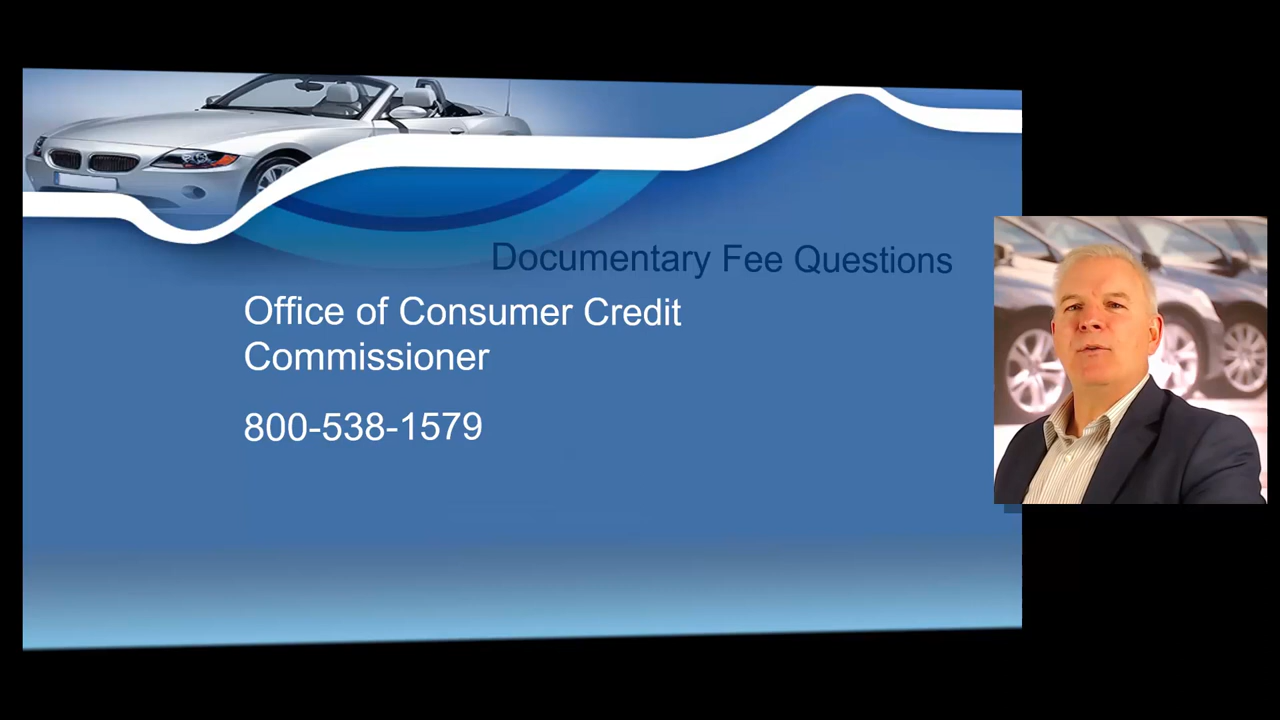 Documentary Fee Questions
Office of Consumer Credit
Commissioner
800-538-1579